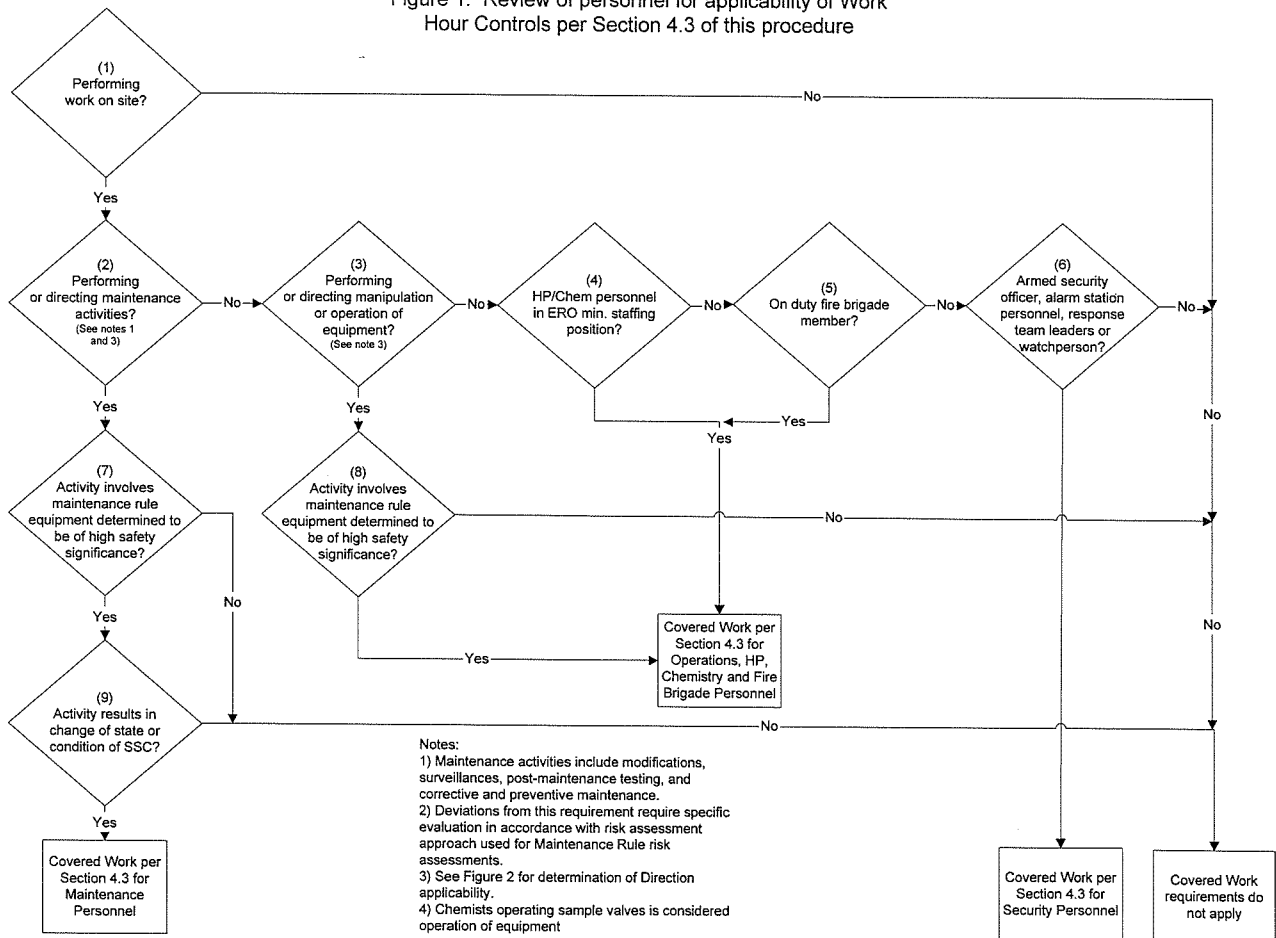 Figure 1. Review of personnel for applicability of Work
Hour Controls per Section 4.3 of this procedure
(1)
Performing
work on site?
No
Yes
(2)
Performing
or directing maintenance
activities?
(See notes 1
and 3)
No
(3)
Performing
or directing manipulation
or operation of
equipment?
(See note 3)
No
(4)
HP/Chem personnel
in ERO min. staffing
position?
No
(5)
On duty fire brigade
member?
No
(6)
Armed security
officer, alarm station
personnel, response
team leaders or
watchperson?
No
Yes
Yes
Yes
Yes
No
(7)
Activity involves
maintenance rule
equipment determined to
be of high safety
significance?
(8)
Activity involves
maintenance rule
equipment determined to
be of high safety
significance?
No
No
Yes
No
Yes
Covered Work per
Section 4.3 for
Operations, HP,
Chemistry and Fire
Brigade Personnel
(9)
Activity results in
change of state or
condition of SSC?
No
Yes
Notes:
1) Maintenance activities include modifications,
surveillances, post-maintenance testing, and
corrective and preventive maintenance.
2) Deviations from this requirement require specific
evaluation in accordance with risk assessment
approach used for Maintenance Rule risk
assessments.
3) See Figure 2 for determination of Direction
applicability.
4) Chemists operating sample valves is considered
operation of equipment
Covered Work per
Section 4.3 for
Maintenance
Personnel
Covered Work per
Section 4.3 for
Security Personnel
Covered Work
requirements do
not apply